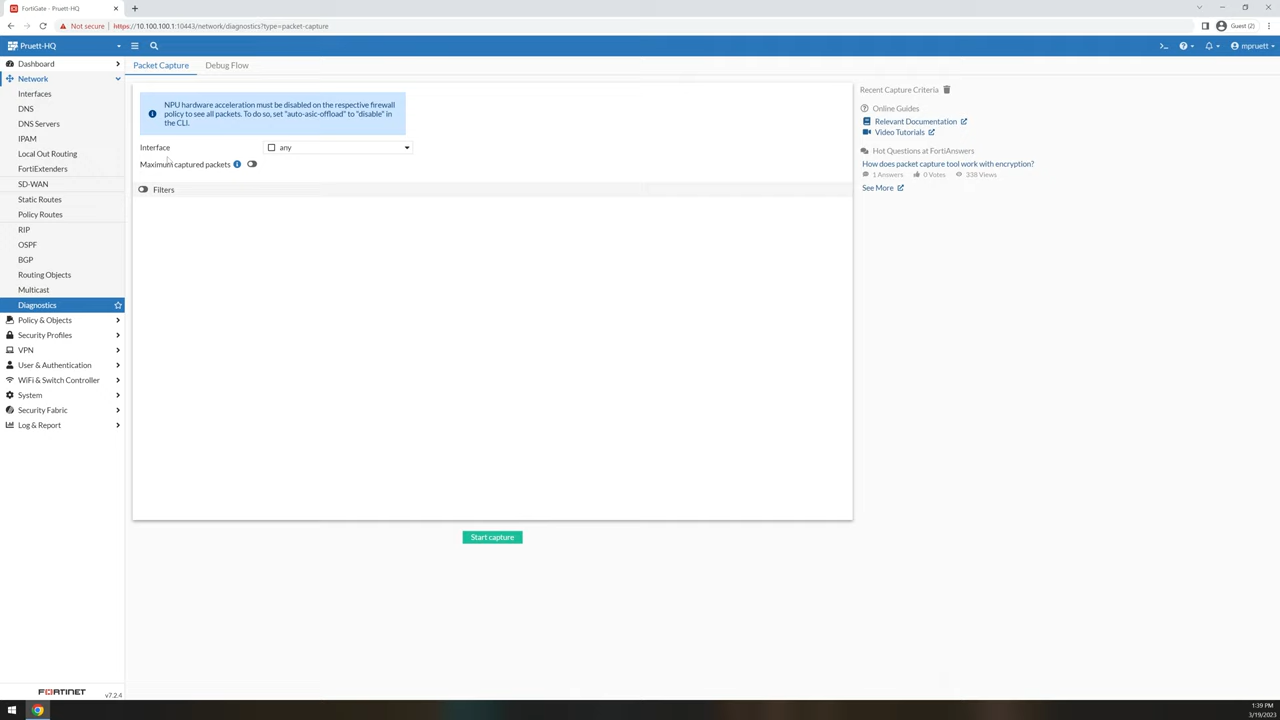 FortiGate - Pruett-HQ
Not secure
https://10.100.100.1:10443/network/diagnostics?type=packet-capture
Guest (2)
Pruett-HQ
mpruett
Dashboard
Network
Interfaces
DNS
DNS Servers
IPAM
Local Out Routing
FortiExtenders
SD-WAN
Static Routes
Policy Routes
RIP
OSPF
BGP
Routing Objects
Multicast
Diagnostics
Policy & Objects
Security Profiles
VPN
User & Authentication
WiFi & Switch Controller
System
Security Fabric
Log & Report
FORTINET
v7.2.4
Packet Capture
Debug Flow
NPU hardware acceleration must be disabled on the respective firewall
policy to see all packets. To do so, set "auto-asic-offload" to "disable" in
the CLI.
Interface
any
Maximum captured packets
Filters
Start capture
Recent Capture Criteria
Online Guides
Relevant Documentation
Video Tutorials
Hot Questions at FortiAnswers
How does packet capture tool work with encryption?
1 Answers 0 Votes 338 Views
See More
1:39 PM
3/19/2023